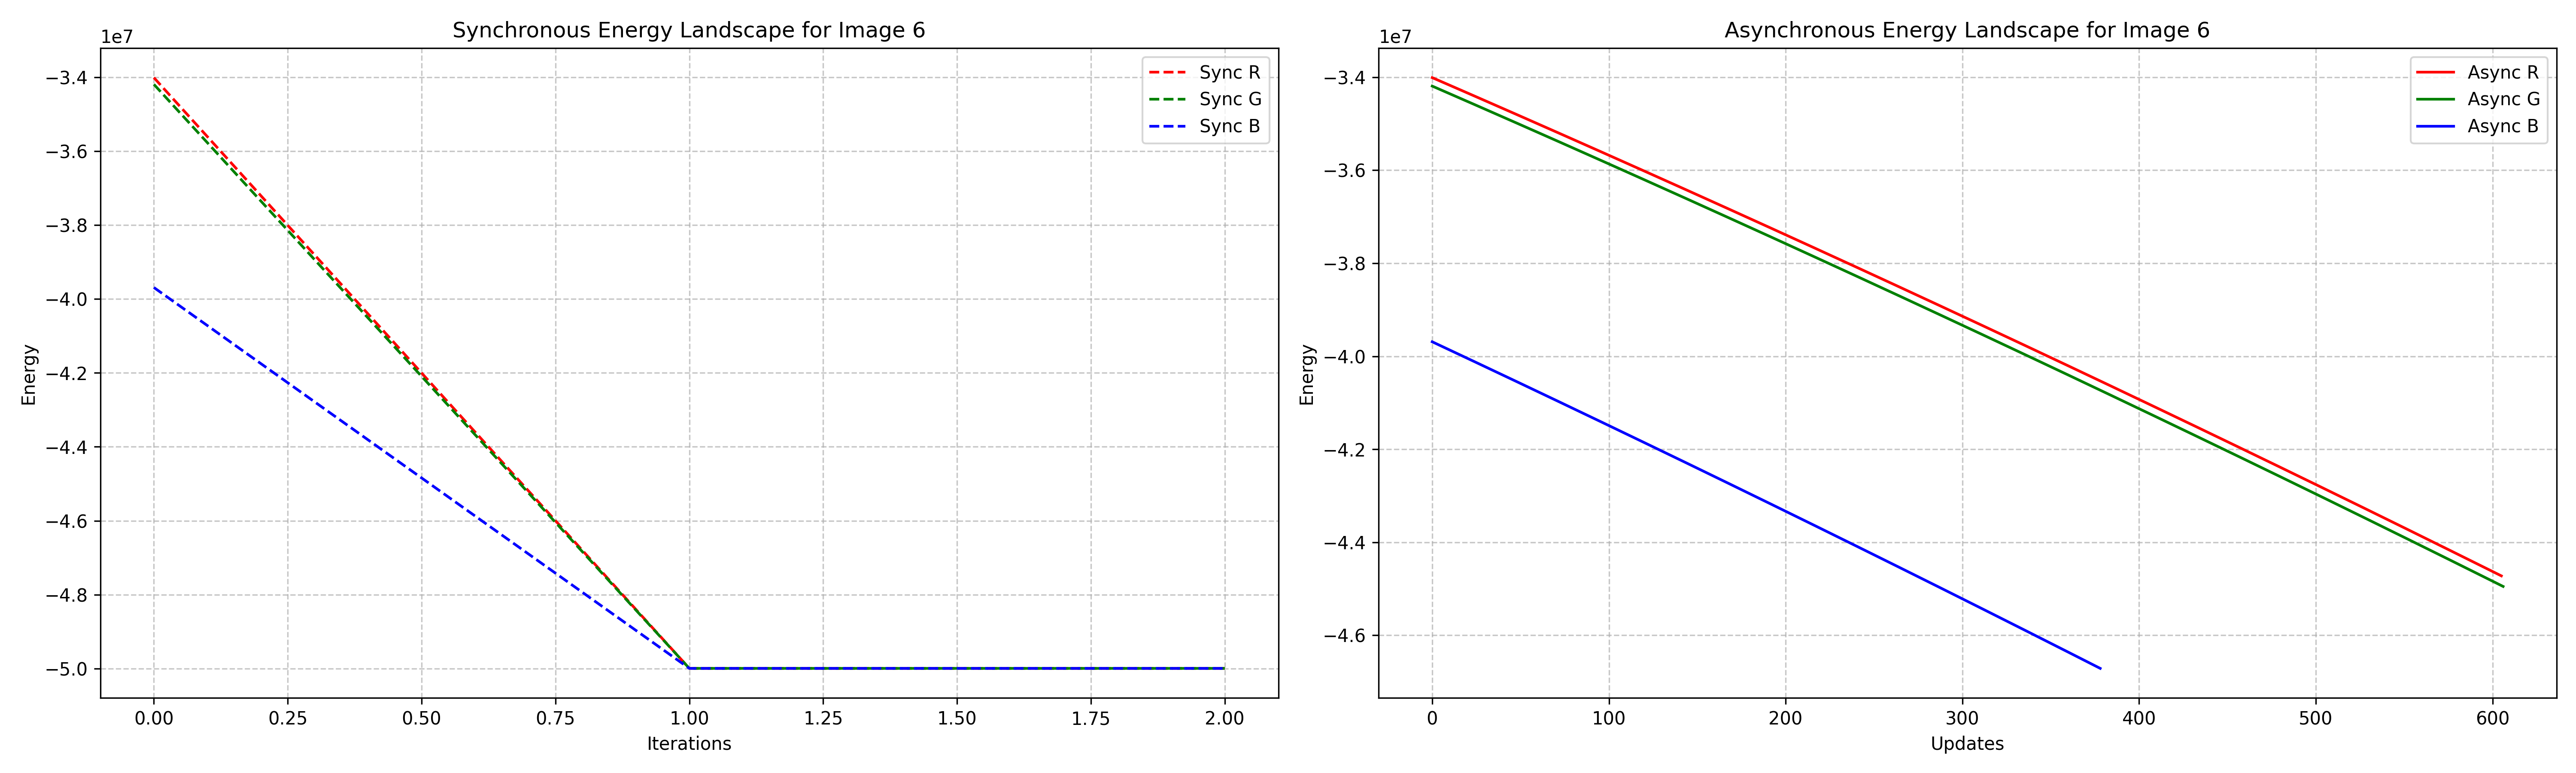 Synchronous Energy Landscape for Image 6
1e7
−3.4
−3.6
−3.8
−4.0
−4.2
−4.4
−4.6
−4.8
−5.0
Energy
0.00 0.25 0.50 0.75 1.00 1.25 1.50 1.75 2.00
Iterations
Sync R
Sync G
Sync B
Asynchronous Energy Landscape for Image 6
1e7
−3.4
−3.6
−3.8
−4.0
−4.2
−4.4
−4.6
Energy
0 100 200 300 400 500 600
Updates
Async R
Async G
Async B